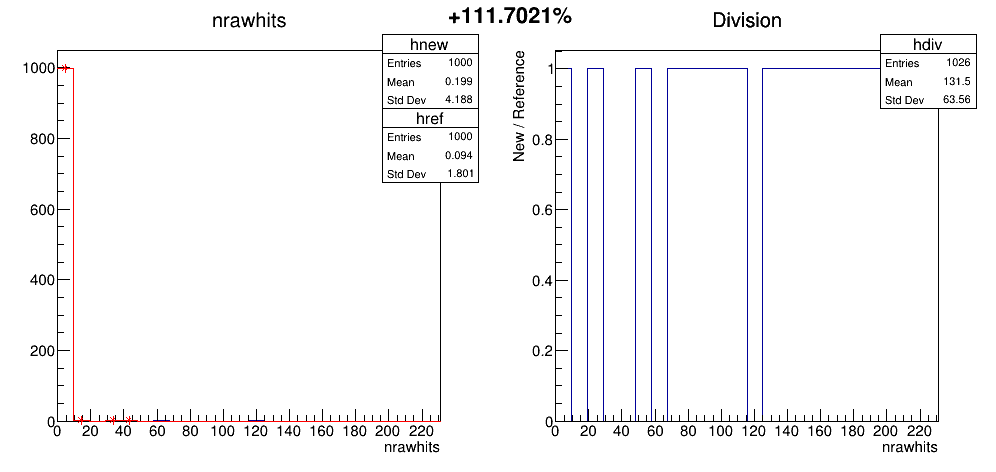 +111.7021%
nrawhits
hnew
Entries 1000
Mean 0.199
Std Dev 4.188
href
Entries 1000
Mean 0.094
Std Dev 1.801
1000
800
600
400
200
0
0 20 40 60 80 100 120 140 160 180 200 220
nrawhits
Division
hdiv
Entries 1026
Mean 131.5
Std Dev 63.56
New / Reference
1
0.8
0.6
0.4
0.2
0
0 20 40 60 80 100 120 140 160 180 200 220
nrawhits